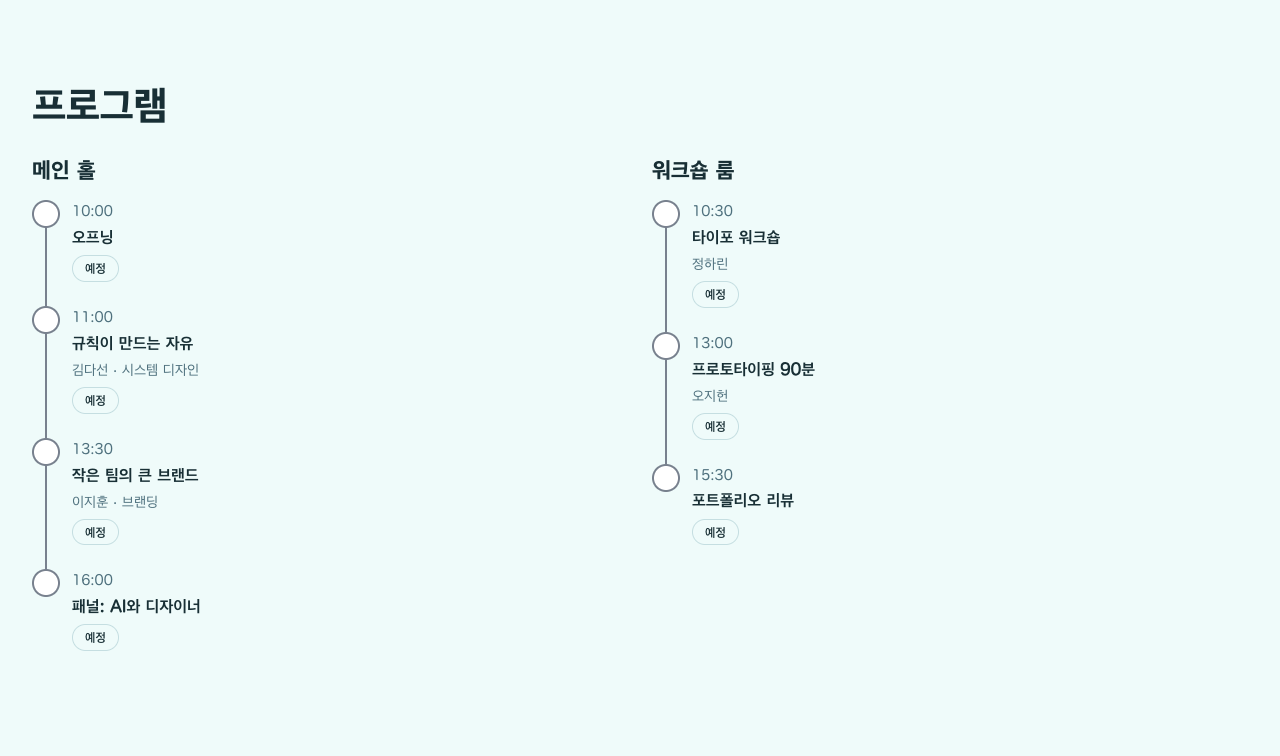 프로그램
메인 홀
10:00
오프닝
예정
11:00
규칙이 만드는 자유
김다선 · 시스템 디자인
예정
13:30
작은 팀의 큰 브랜드
이지훈 · 브랜딩
예정
16:00
패널: AI와 디자이너
예정
워크숍 룸
10:30
타이포 워크숍
정하린
예정
13:00
프로토타이핑 90분
오지헌
예정
15:30
포트폴리오 리뷰
예정